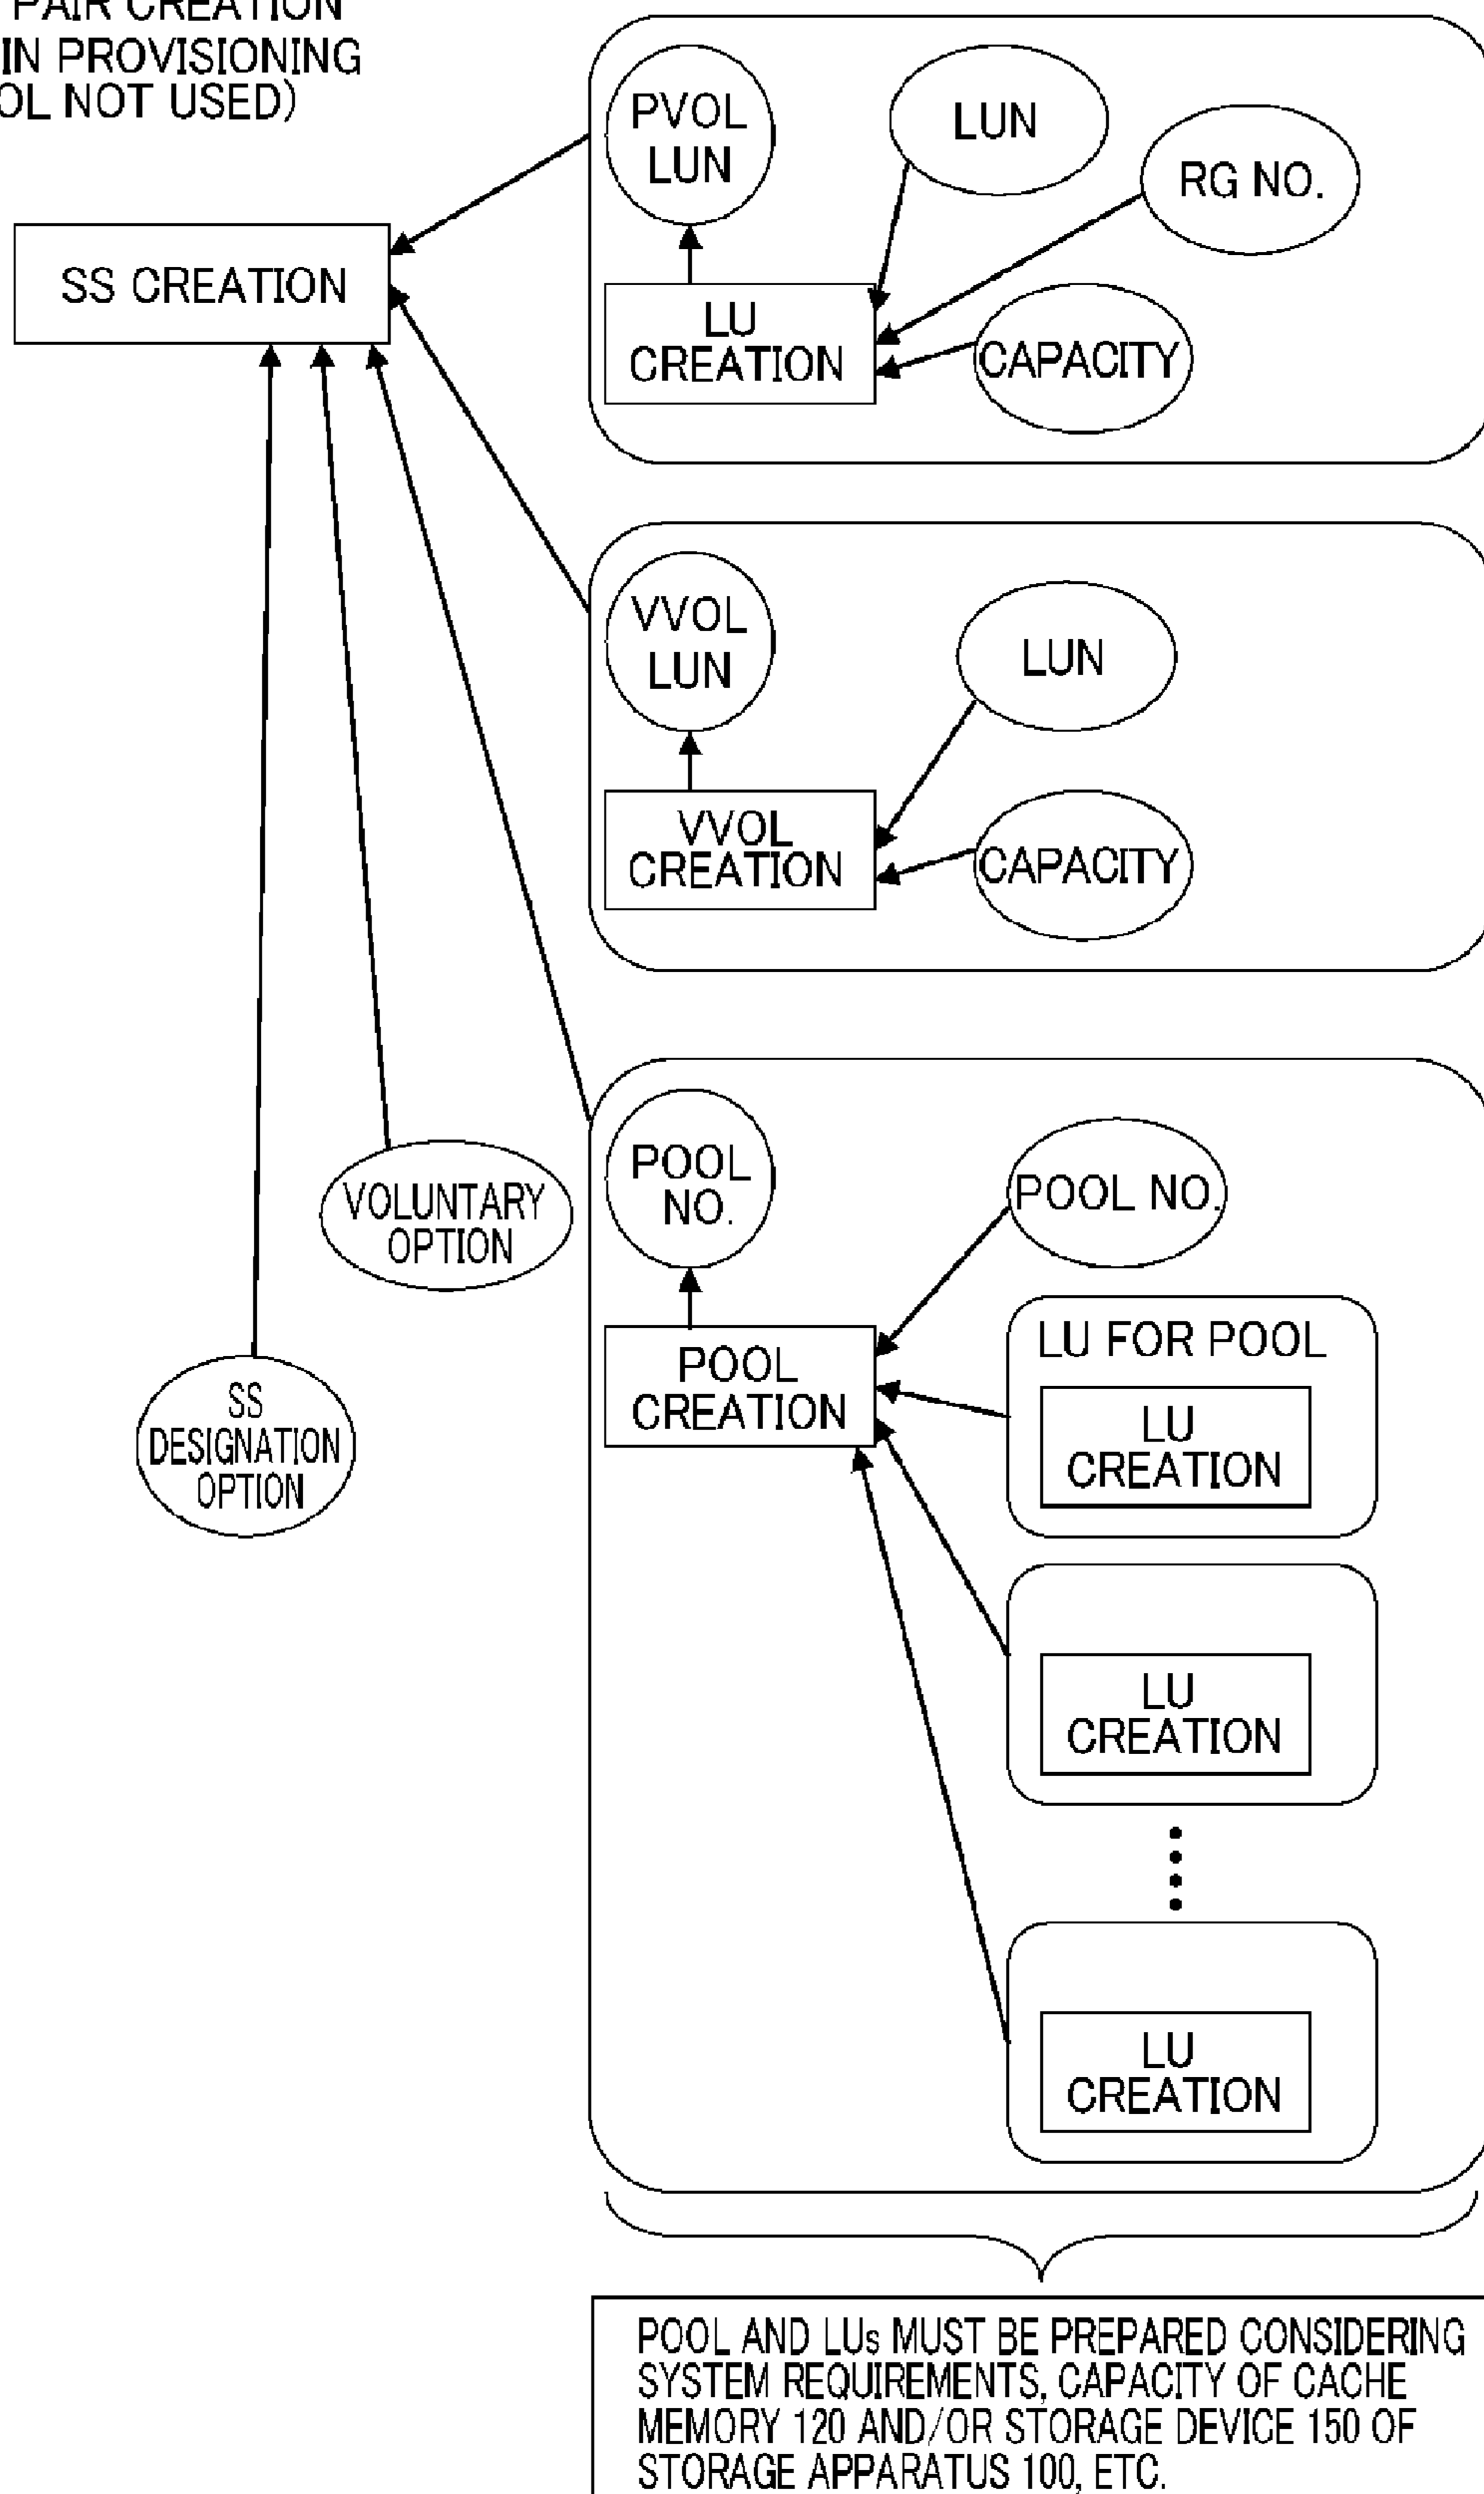 PAIR CREATION
IN PROVISIONING
OL NOT USED)
SS CREATION
PVOL
LUN
LUN
RG NO.
LU
CREATION
CAPACITY
VVOL
LUN
LUN
VVOL
CREATION
CAPACITY
VOLUNTARY
OPTION
SS
DESIGNATION
OPTION
POOL
NO.
POOL NO.
POOL
CREATION
LU FOR POOL
LU
CREATION
LU
CREATION
LU
CREATION
POOL AND LUs MUST BE PREPARED CONSIDERING
SYSTEM REQUIREMENTS, CAPACITY OF CACHE
MEMORY 120 AND/OR STORAGE DEVICE 150 OF
STORAGE APPARATUS 100, ETC.